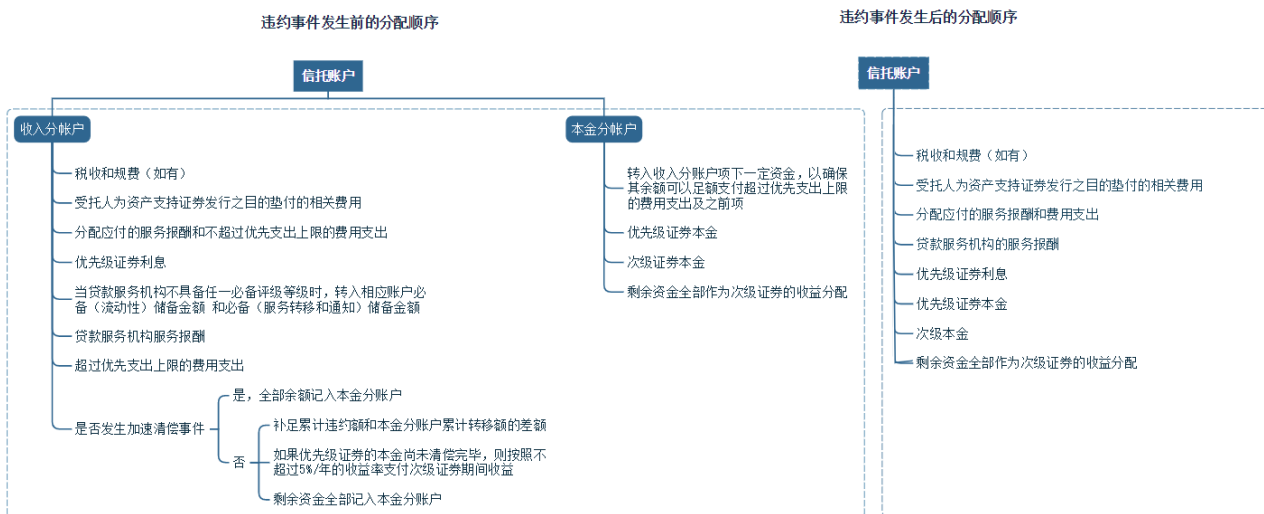 违约事件发生前的分配顺序
信托账户
收入分帐户
税收和规费（如有）
受托人为资产支持证券发行之目的垫付的相关费用
分配应付的服务报酬和不超过优先支出上限的费用支出
优先级证券利息
当贷款服务机构不具备任一必备评级等级时，转入相应账户必
备（流动性）储备金额 和必备（服务转移和通知）储备金额
贷款服务机构服务报酬
超过优先支出上限的费用支出
是否发生加速清偿事件
是，全部余额记入本金分账户
否
补足累计违约额和本金分账户累计转移额的差额
如果优先级证券的本金尚未清偿完毕，则按照不
超过5%/年的收益率支付次级证券期间收益
剩余资金全部记入本金分账户
本金分帐户
转入收入分账户项下一定资金，以确保
其余额可以足额支付超过优先支出上限
的费用支出及之前项
优先级证券本金
次级证券本金
剩余资金全部作为次级证券的收益分配
违约事件发生后的分配顺序
信托账户
税收和规费（如有）
受托人为资产支持证券发行之目的垫付的相关费用
分配应付的服务报酬和费用支出
贷款服务机构的服务报酬
优先级证券利息
优先级证券本金
次级本金
剩余资金全部作为次级证券的收益分配